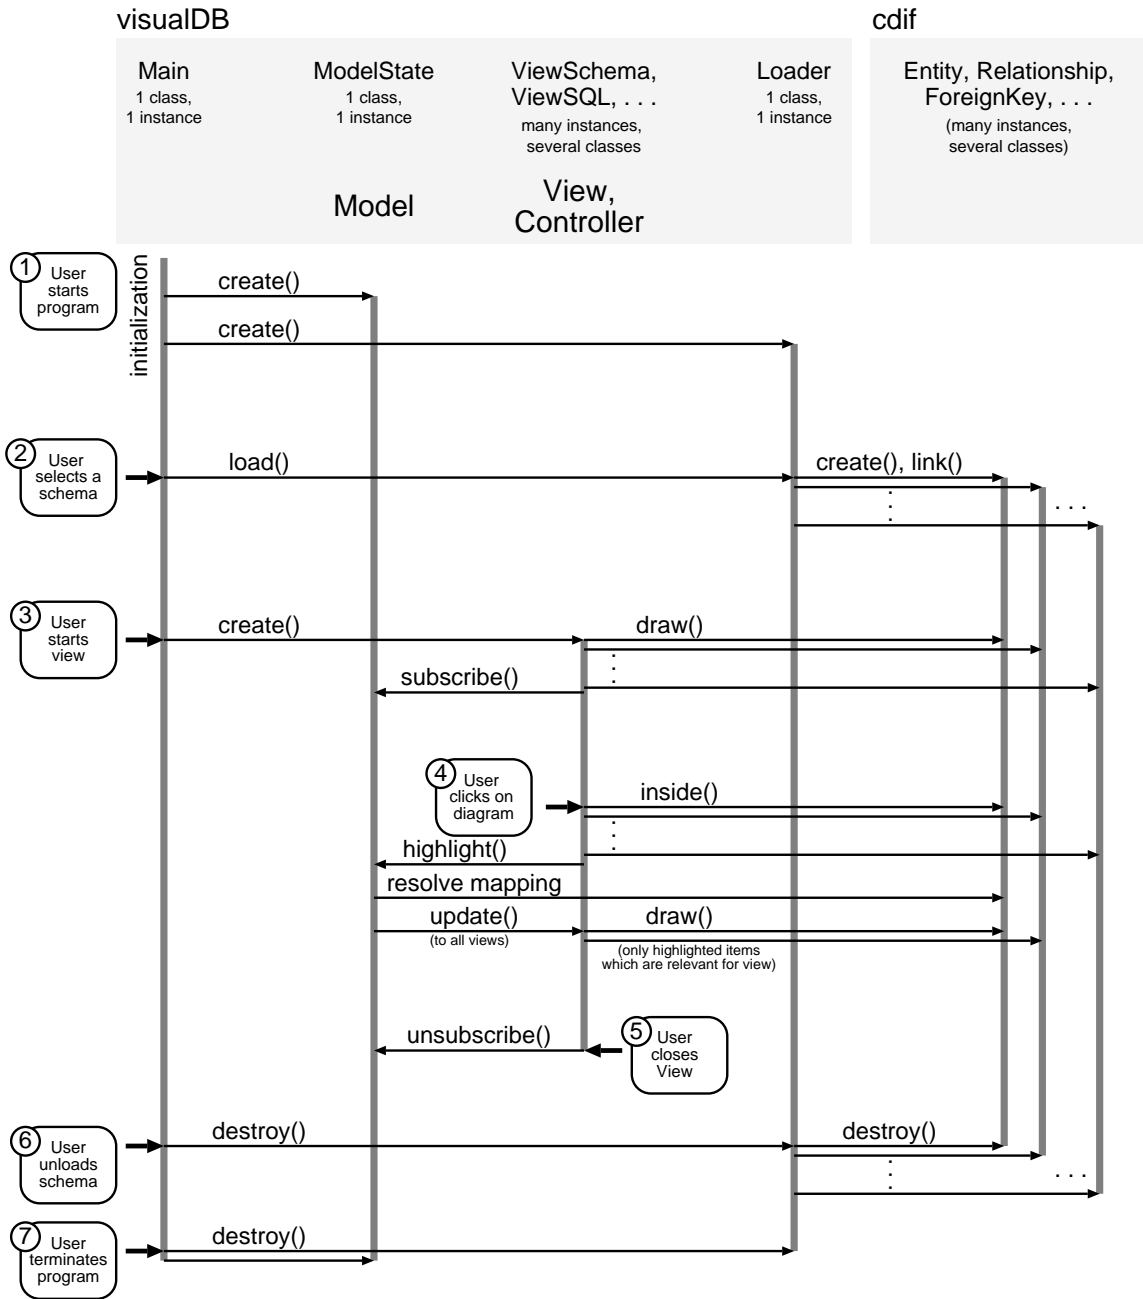 visualDB
cdif
Main
1 class,
1 instance
ModelState
1 class,
1 instance
ViewSchema,
ViewSQL, . . .
many instances,
several classes
Loader
1 class,
1 instance
Entity, Relationship,
ForeignKey, . . .
(many instances,
several classes)
Model
View,
Controller
1
User
starts
program
initialization
create()
create()
2
User
selects a
schema
load()
create(), link()
. . .
. . .
3
User
starts
view
create()
draw()
. . .
subscribe()
4
User
clicks on
diagram
inside()
. . .
highlight()
resolve mapping
update()
(to all views)
draw()
(only highlighted items
which are relevant for view)
unsubscribe()
5
User
closes
View
6
User
unloads
schema
destroy()
destroy()
. . .
. . .
7
User
terminates
program
destroy()